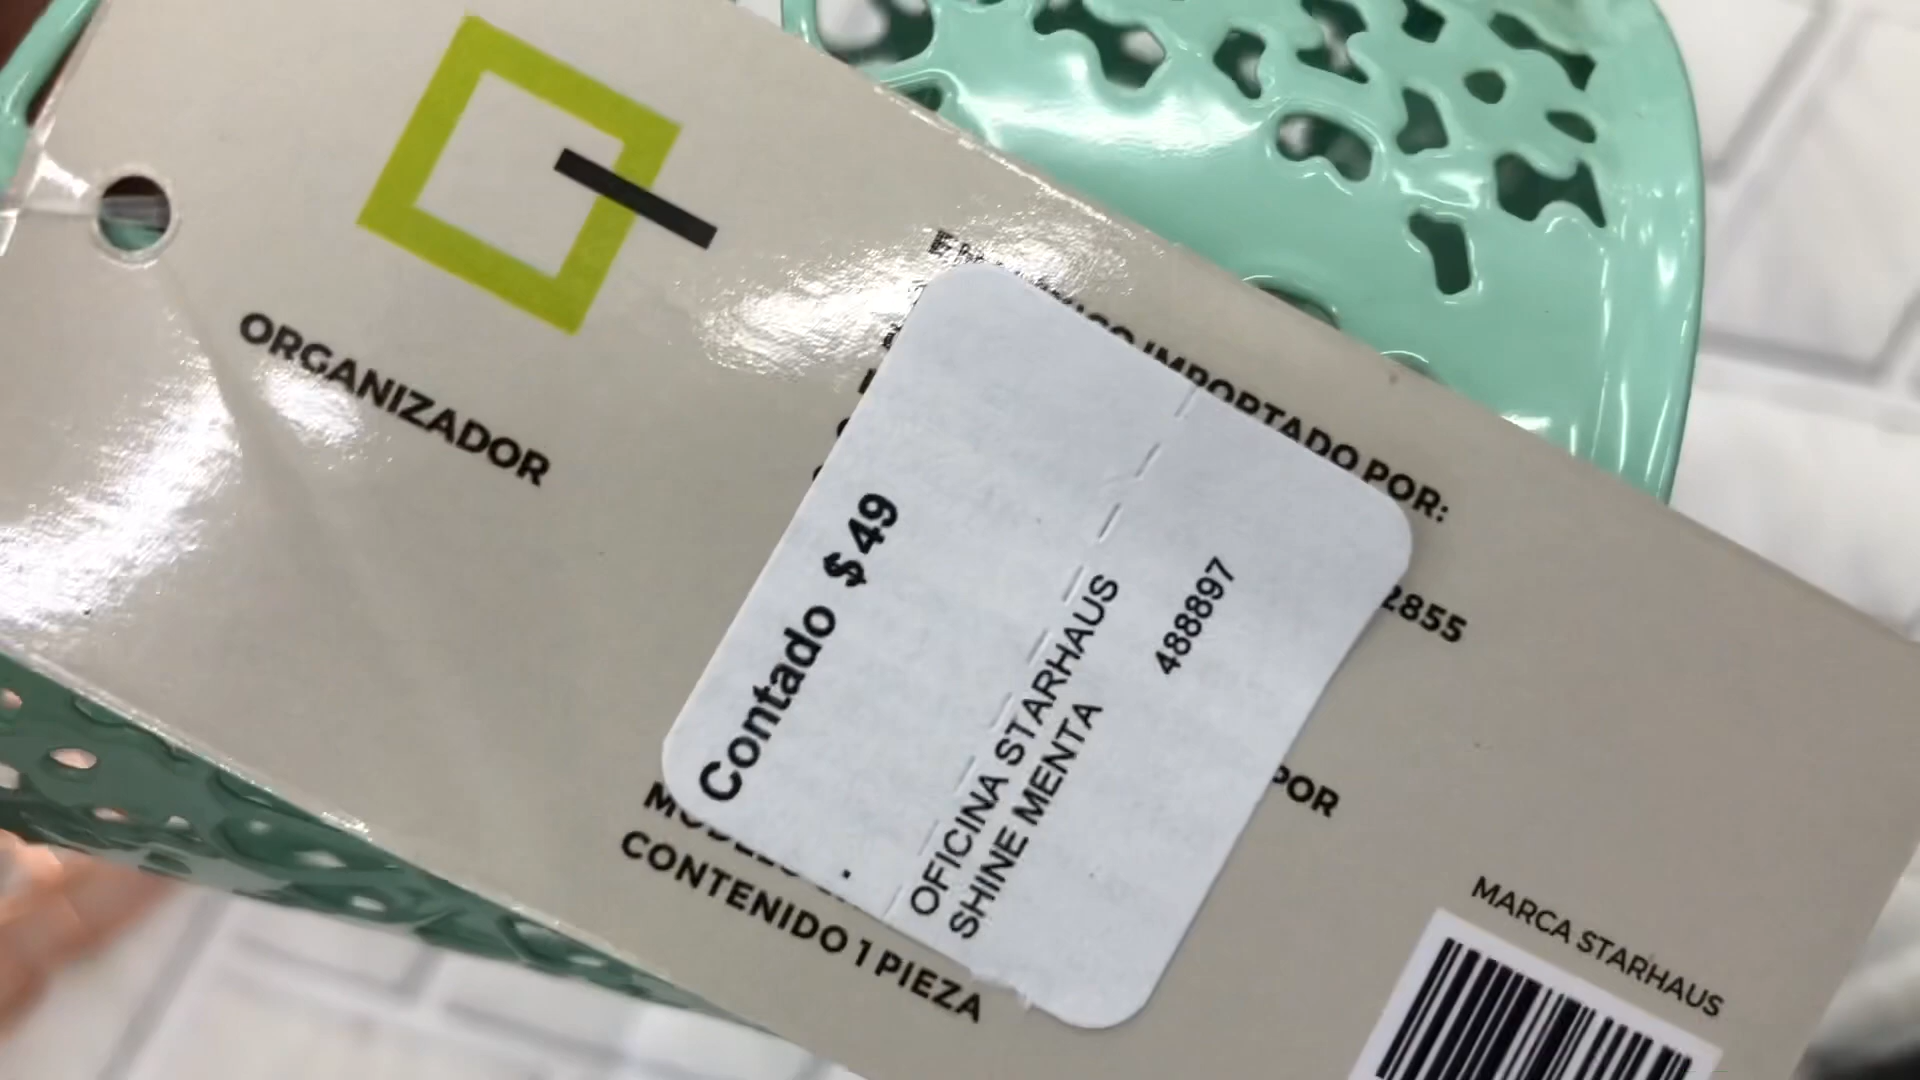 ORGANIZADOR
IMPORTADO POR:
2855
POR
Contado $49
OFICINA STARHAUS
SHINE MENTA
488897
CONTENIDO 1 PIEZA
MARCA STARHAUS